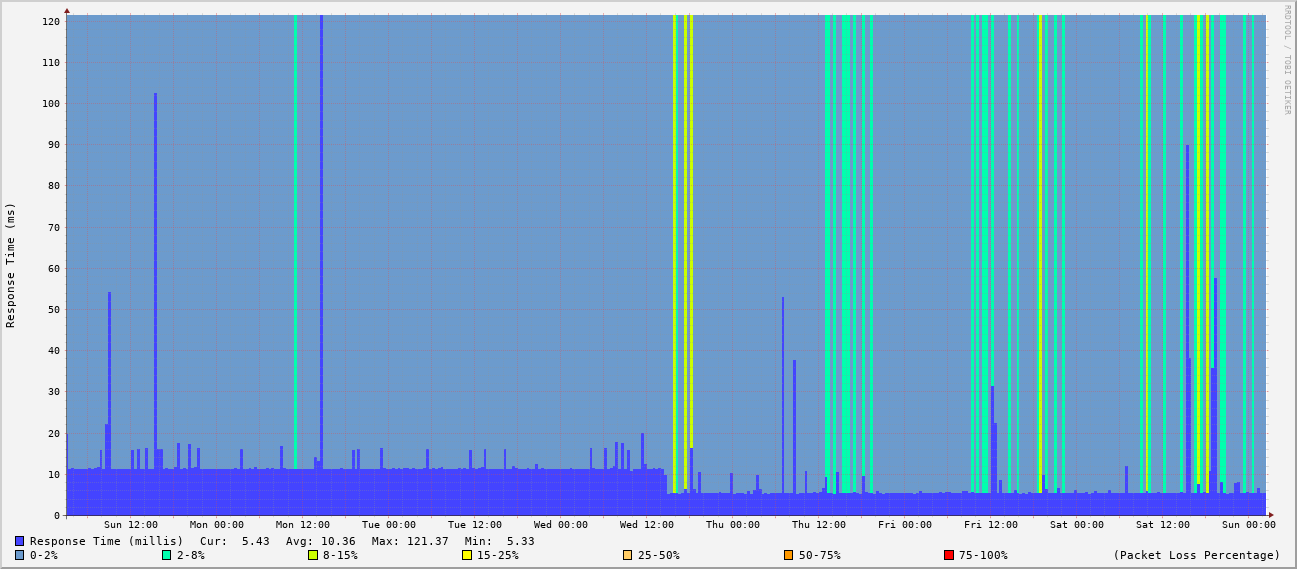 RRDTOOL / TOBI OETIKER
Response Time (ms)
120
110
100
90
80
70
60
50
40
30
20
10
0
Sun 12:00 Mon 00:00 Mon 12:00 Tue 00:00 Tue 12:00 Wed 00:00 Wed 12:00 Thu 00:00 Thu 12:00 Fri 00:00 Fri 12:00 Sat 00:00 Sat 12:00 Sun 00:00
Response Time (millis) Cur: 5.43 Avg: 10.36 Max: 121.37 Min: 5.33
0-2% 2-8% 8-15% 15-25% 25-50% 50-75% 75-100% (Packet Loss Percentage)